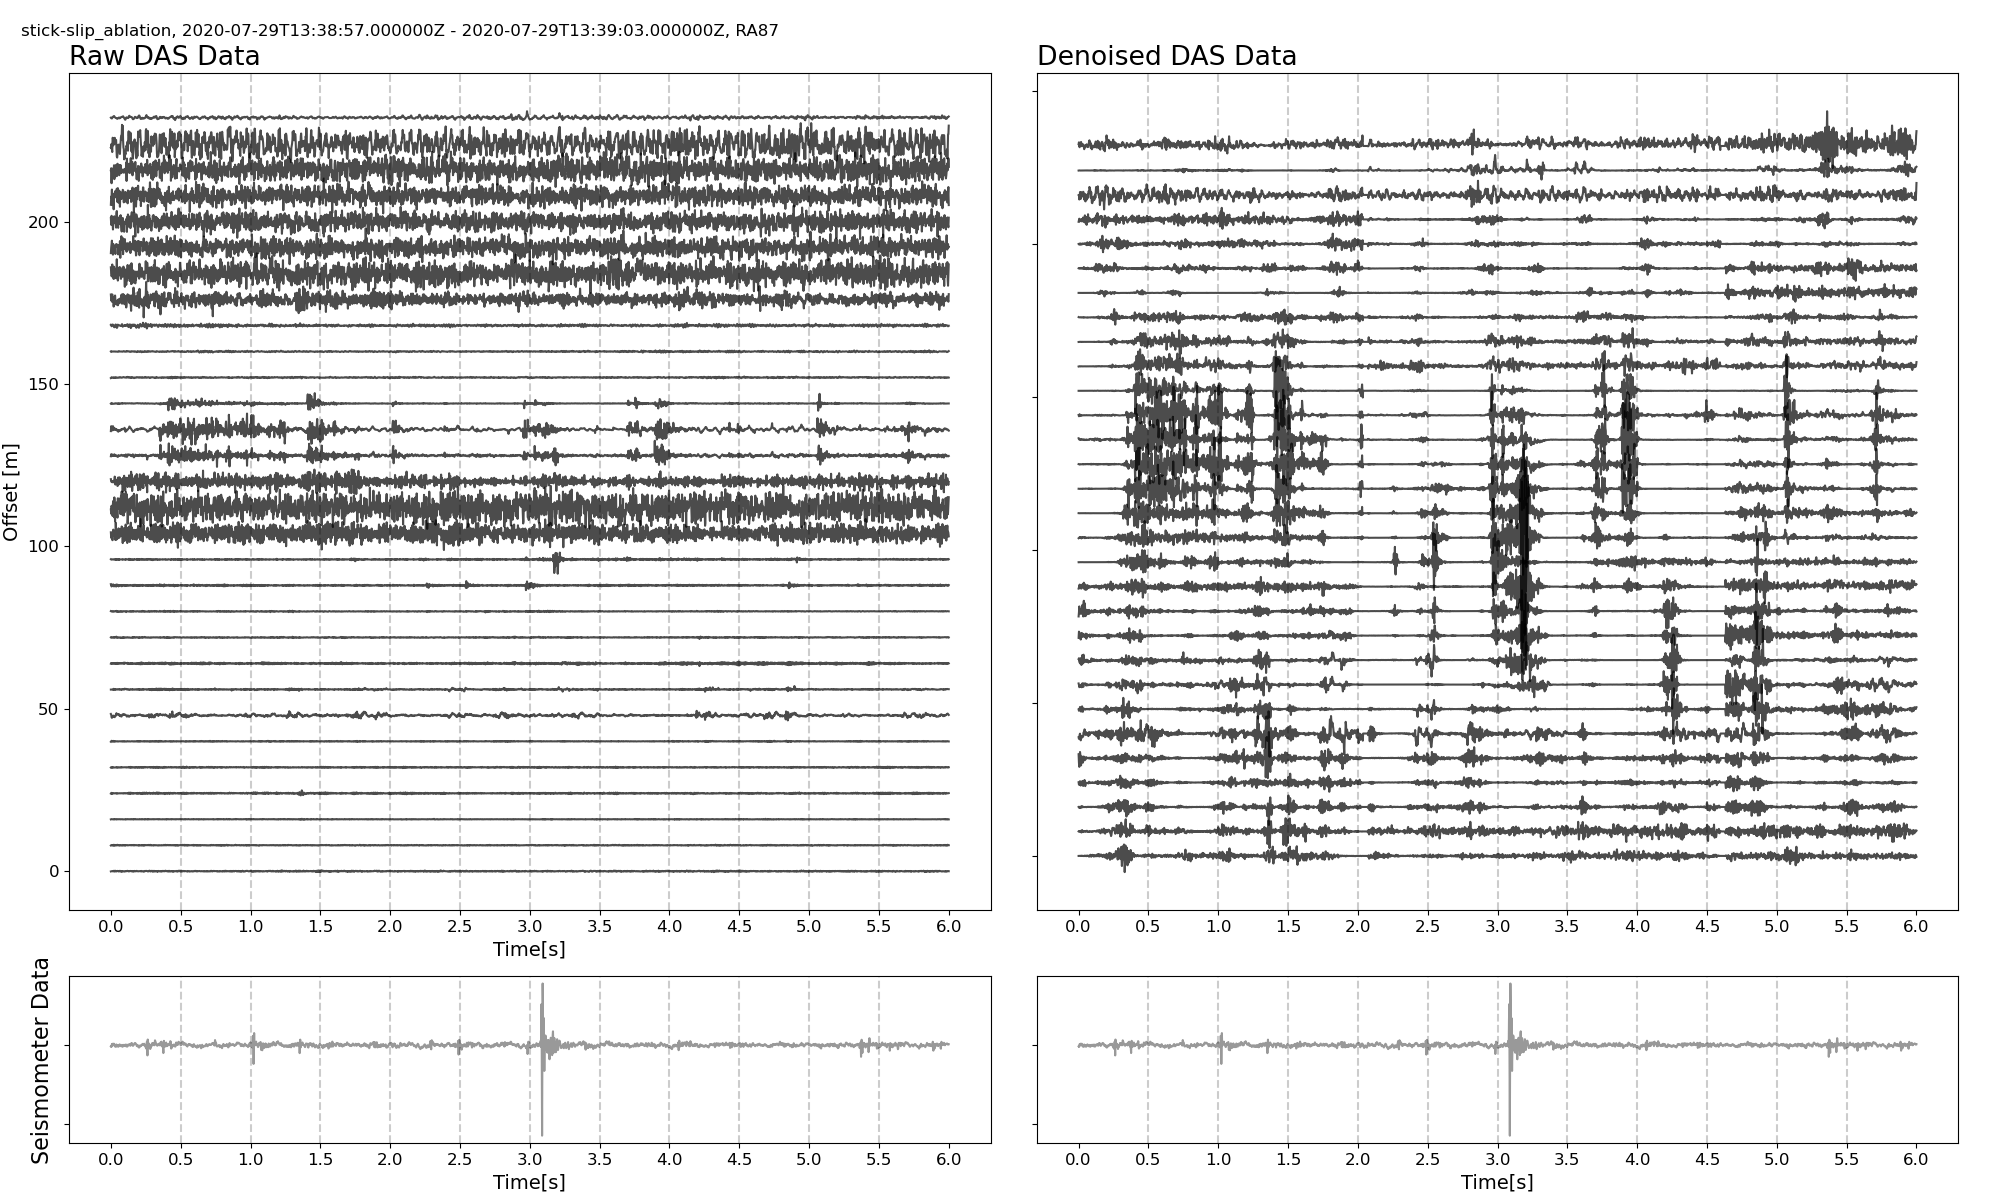 stick-slip_ablation, 2020-07-29T13:38:57.000000Z - 2020-07-29T13:39:03.000000Z, RA87
Raw DAS Data
Denoised DAS Data
Offset [m]
200
150
100
50
0
0.0 0.5 1.0 1.5 2.0 2.5 3.0 3.5 4.0 4.5 5.0 5.5 6.0
Time[s]
0.0 0.5 1.0 1.5 2.0 2.5 3.0 3.5 4.0 4.5 5.0 5.5 6.0
Seismometer Data
0.0 0.5 1.0 1.5 2.0 2.5 3.0 3.5 4.0 4.5 5.0 5.5 6.0
Time[s]
0.0 0.5 1.0 1.5 2.0 2.5 3.0 3.5 4.0 4.5 5.0 5.5 6.0
Time[s]